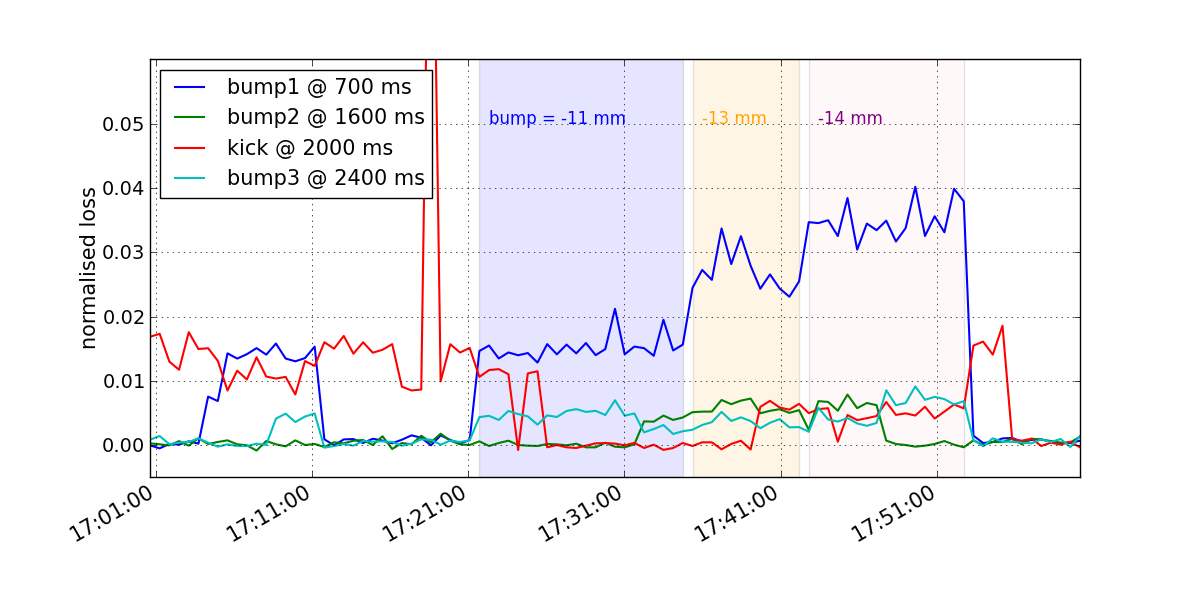 bump1 @ 700 ms
bump2 @ 1600 ms
kick @ 2000 ms
bump3 @ 2400 ms
bump = -11 mm
-13 mm
-14 mm
normalised loss
0.05
0.04
0.03
0.02
0.01
0.00
17:01:00
17:11:00
17:21:00
17:31:00
17:41:00
17:51:00